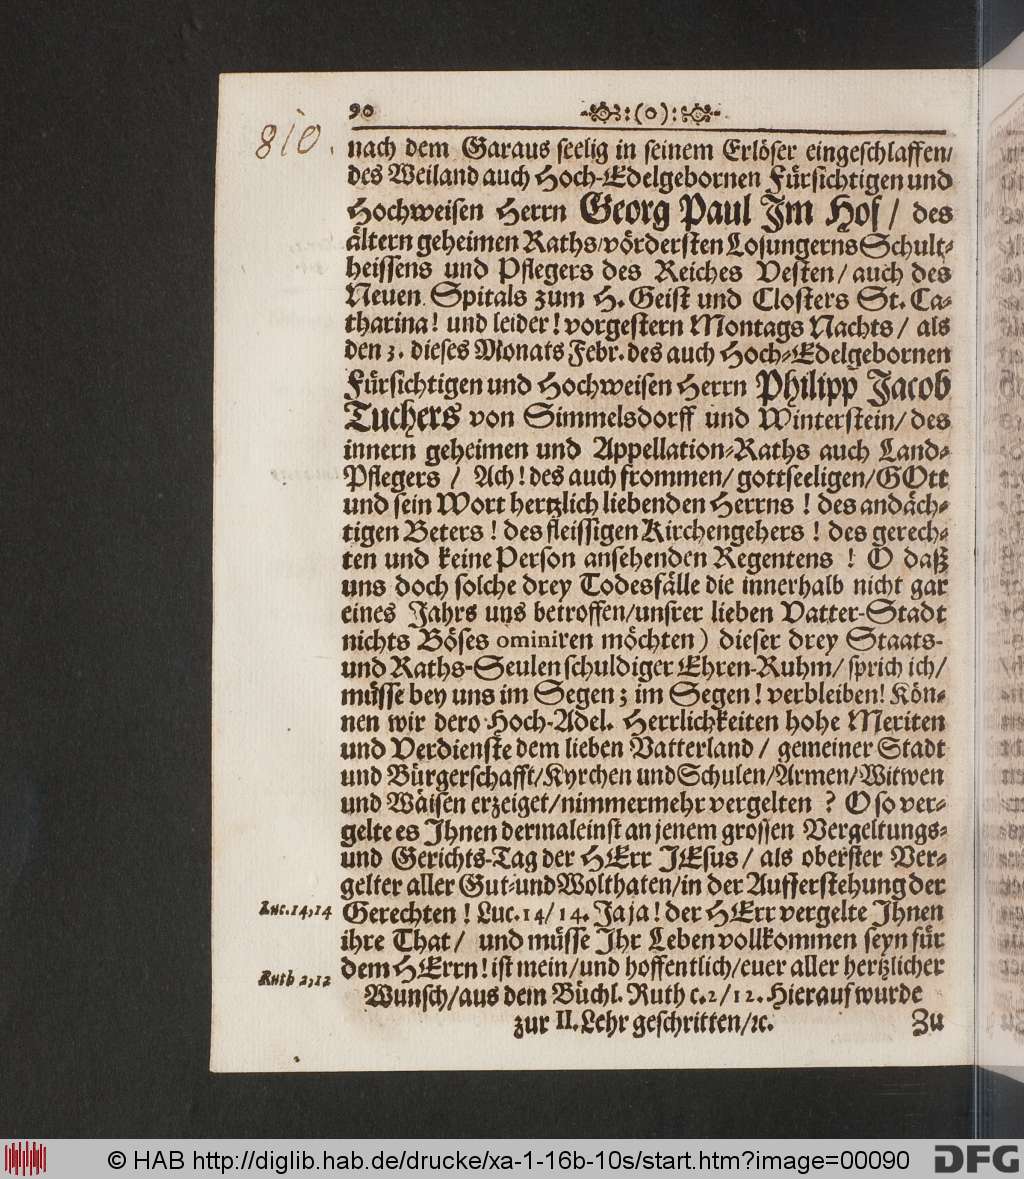 90 :(o):
810.
nach dem Garaus seelig in seinem Erlöser eingeschlaffen/
des Weiland auch Hoch-Edelgebornen Fürsichtigen und
Hochweisen Herrn Georg Paul Im Hof / des
ältern geheimen Raths/vördersten Losungerns Schult-
heissens und Pflegers des Reiches Vesten/ auch des
Neuen Spitals zum H. Geist und Closters St. Ca-
tharina! und leider! vorgestern Montags Nachts/ als
den 3. dieses Monats Febr. des auch Hoch-Edelgebornen
Fürsichtigen und Hochweisen Herrn Philipp Jacob
Tuchers von Simmelsdorff und Winterstein/ des
innern geheimen und Appellation-Raths auch Land-
Pflegers / Ach! des auch frommen/ gottseeligen/ GOtt
und sein Wort hertzlich liebenden Herrns ! des andäch-
tigen Beters ! des fleissigen Kirchengehers ! des gerech-
ten und keine Person ansehenden Regentens ! O daß
uns doch solche drey Todesfälle die innerhalb nicht gar
eines Jahrs uns betroffen/unsrer lieben Vatter-Stadt
nichts Böses ominiren möchten) dieser drey Staats-
und Raths-Seulen schuldiger Ehren-Ruhm/ sprich ich/
müsse bey uns im Segen; im Segen! verbleiben! Kön-
nen wir dero Hoch-Adel. Herrlichkeiten hohe Meriten
und Verdienste dem lieben Vatterland / gemeiner Stadt
und Bürgerschafft/Kyrchen und Schulen/Armen/Witwen
und Wäisen erzeiget/nimmermehr vergelten ? O so ver-
gelte es Ihnen dermaleinst an jenem grossen Vergeltungs-
und Gerichts-Tag der HErr JEsus/ als oberster Ver-
gelter aller Gut-und Wolthaten/in der Aufferstehung der
Luc.14,14 Gerechten ! Luc.14/14. Ja ja! der HErr vergelte Ihnen
ihre That/ und müsse Ihr Leben vollkommen seyn für
Ruth 2,12 dem HErrn! ist mein/und hoffentlich/euer aller hertzlicher
Wunsch/aus dem Büchl. Ruth c.2/12. Hierauf wurde
zur II. Lehr geschritten/ꝛc. Zu
© HAB http://diglib.hab.de/drucke/xa-1-16b-10s/start.htm?image=00090 DFG